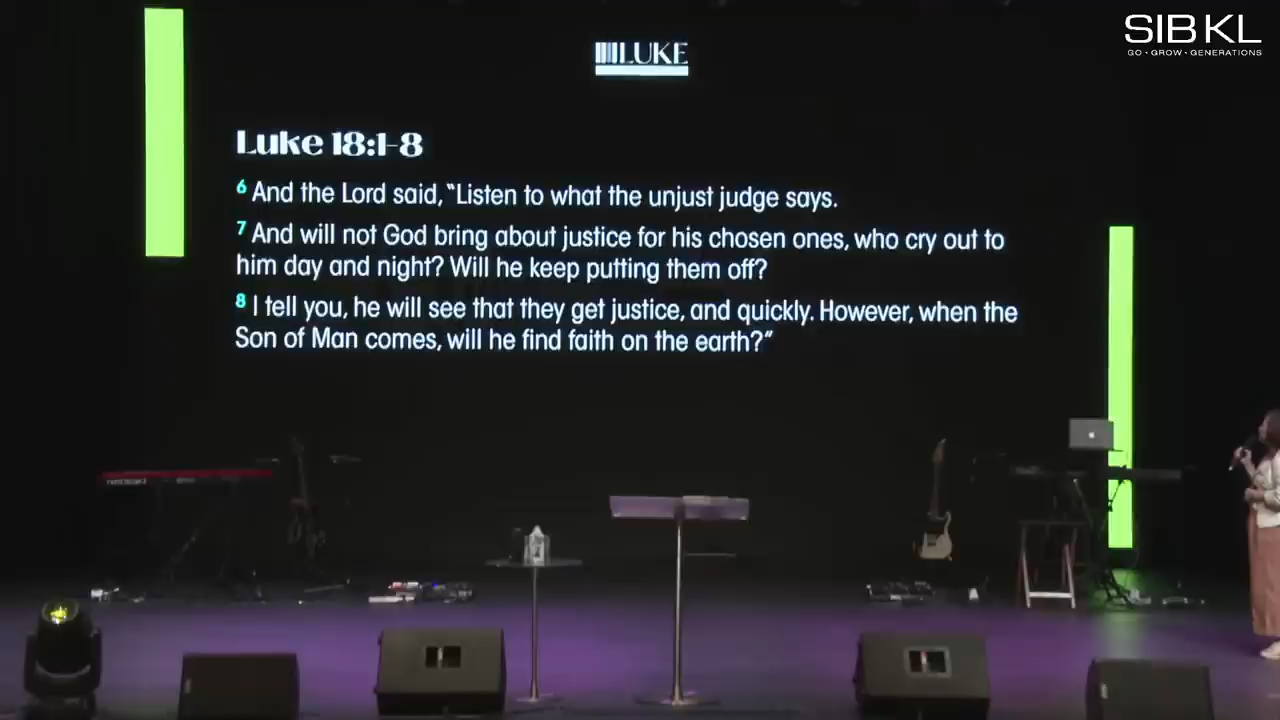 SIBKL
GO · GROW · GENERATIONS
LUKE
Luke 18:1-8
6 And the Lord said, “Listen to what the unjust judge says.
7 And will not God bring about justice for his chosen ones, who cry out to
him day and night? Will he keep putting them off?
8 I tell you, he will see that they get justice, and quickly. However, when the
Son of Man comes, will he find faith on the earth?”